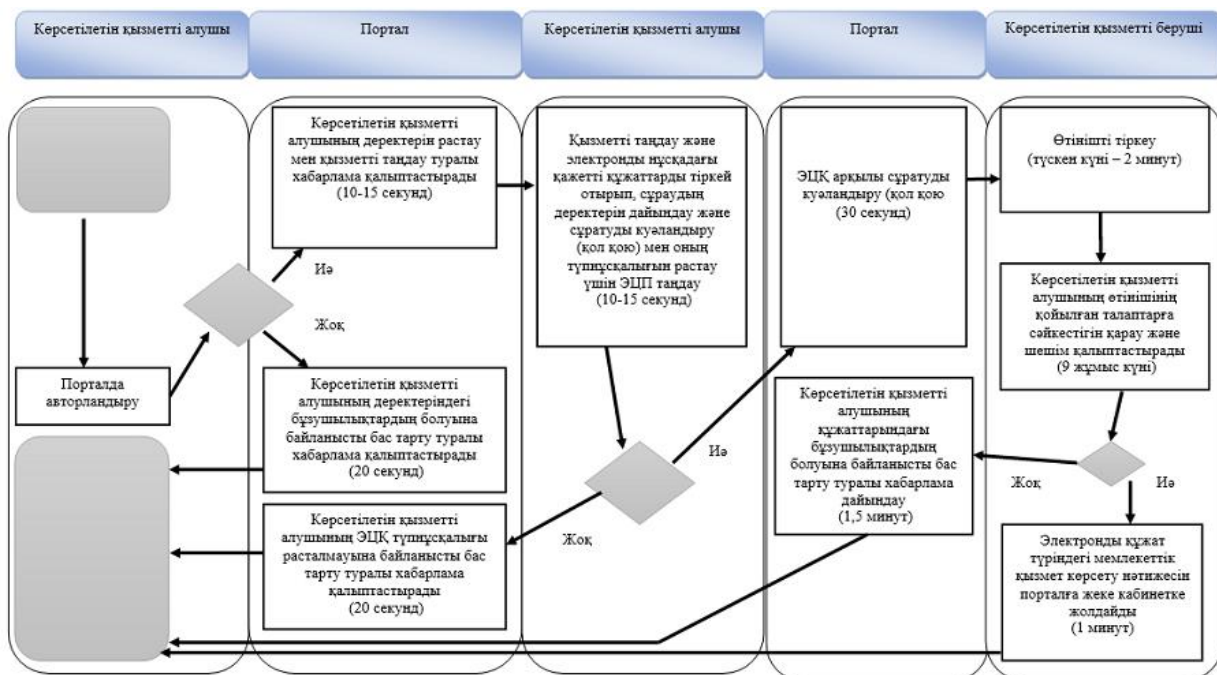 Көрсетілетін қызметті алушы
Портал
Көрсетілетін қызметті алушы
Портал
Көрсетілетін қызметті беруші
Порталда
авторландыру
Көрсетілетін қызметті
алушының деректерін растау
мен қызметті таңдау туралы
хабарлама қалыптастырады
(10-15 секунд)
Иә
Жоқ
Көрсетілетін қызметті
алушының деректеріндегі
бұзушылықтардың болуына
байланысты бас тарту туралы
хабарлама қалыптастырады
(20 секунд)
Көрсетілетін қызметті
алушының ЭЦҚ түпнұсқалығы
расталмауына байланысты бас
тарту туралы хабарлама
қалыптастырады
(20 секунд)
Қызметті таңдау және
электронды нұсқадағы
қажетті құжаттарды тіркей
отырып, сұраудың
деректерін дайындау және
сұратуды куәландыру
(қол қою) мен оның
түпнұсқалығын растау
үшін ЭЦП таңдау
(10-15 секунд)
Иә
Жоқ
ЭЦК арқылы сұратуды
куәландыру (қол қою
(30 секунд)
Көрсетілетін қызметті
алушының
құжаттарындағы
бұзушылықтардың
болуына байланысты бас
тарту туралы хабарлама
дайындау
(1,5 минут)
Өтінішті тіркеу
(түскен күні – 2 минут)
Көрсетілетін қызметті
алушының өтінішінің
қойылған талаптарға
сәйкестігін қарау және
шешім қалыптастырады
(9 жұмыс күні)
Жоқ
Иә
Электронды құжат
түріндегі мемлекеттік
қызмет көрсету нәтижесін
порталға жеке кабинетке
жолдайды
(1 минут)